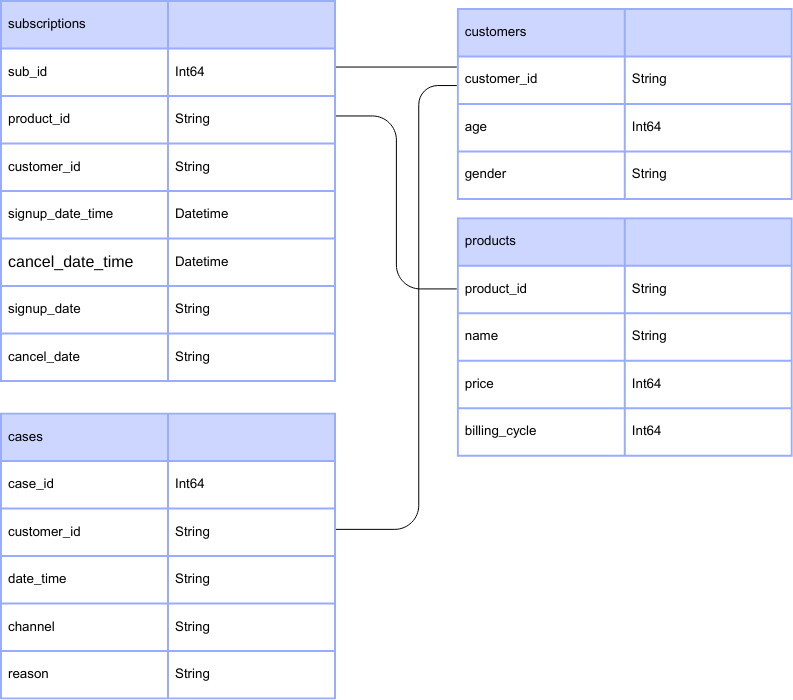 subscriptions
sub_id Int64
product_id String
customer_id String
signup_date_time Datetime
cancel_date_time Datetime
signup_date String
cancel_date String
customers
customer_id String
age Int64
gender String
products
product_id String
name String
price Int64
billing_cycle Int64
cases
case_id Int64
customer_id String
date_time String
channel String
reason String